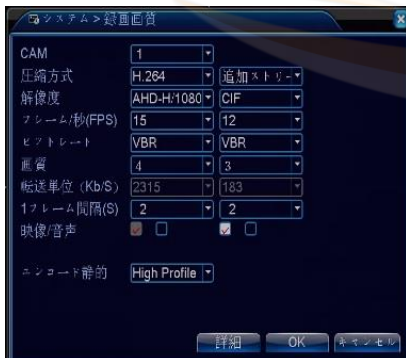 システム > 録画画質
CAM 1
圧縮方式 H.264 追加ストリー
解像度 AHD-H/1080 CIF
フレーム/秒(FPS) 15 12
ビットレート VBR VBR
画質 4 3
転送単位 (Kb/S) 2315 183
1フレーム間隔(S) 2 2
映像/音声
エンコード静的 High Profile
詳細 OK キャンセル